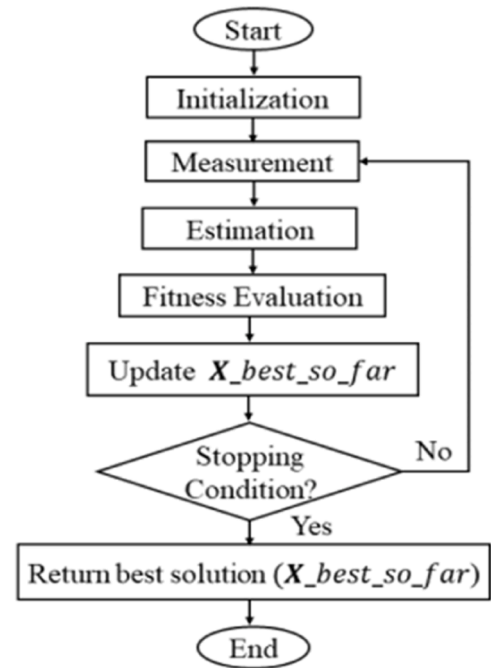 Start
Initialization
Measurement
Estimation
Fitness Evaluation
Update X_best_so_far
Stopping
Condition?
No
Yes
Return best solution (X_best_so_far)
End